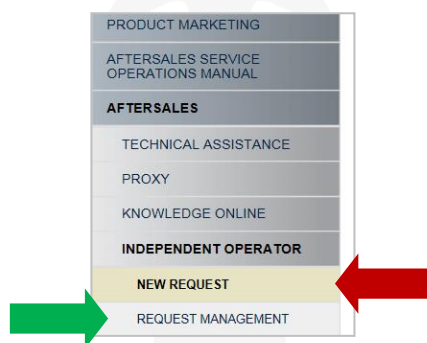 PRODUCT MARKETING
AFTERSALES SERVICE
OPERATIONS MANUAL
AFTERSALES
TECHNICAL ASSISTANCE
PROXY
KNOWLEDGE ONLINE
INDEPENDENT OPERATOR
NEW REQUEST
REQUEST MANAGEMENT